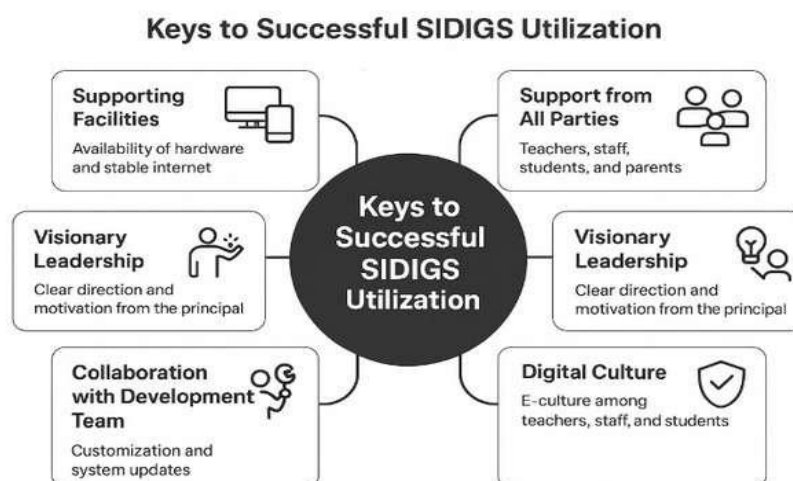 Keys to Successful SIDIGS Utilization
Supporting
Facilities
Availability of hardware
and stable internet
Support from
All Parties
Teachers, staff,
students, and parents
Keys to
Successful
SIDIGS
Utilization
Visionary
Leadership
Clear direction and
motivation from the principal
Visionary
Leadership
Clear direction and
motivation from the principal
Collaboration
with Development
Team
Customization and
system updates
Digital Culture
E-culture among
teachers, staff, and students